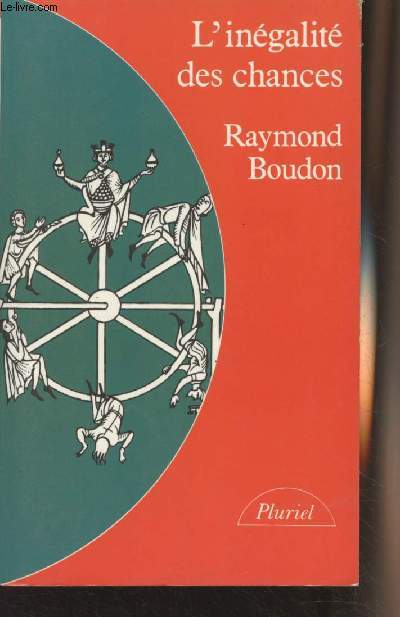 Le-livre.com
L'inégalité
des chances
Raymond
Boudon
Pluriel